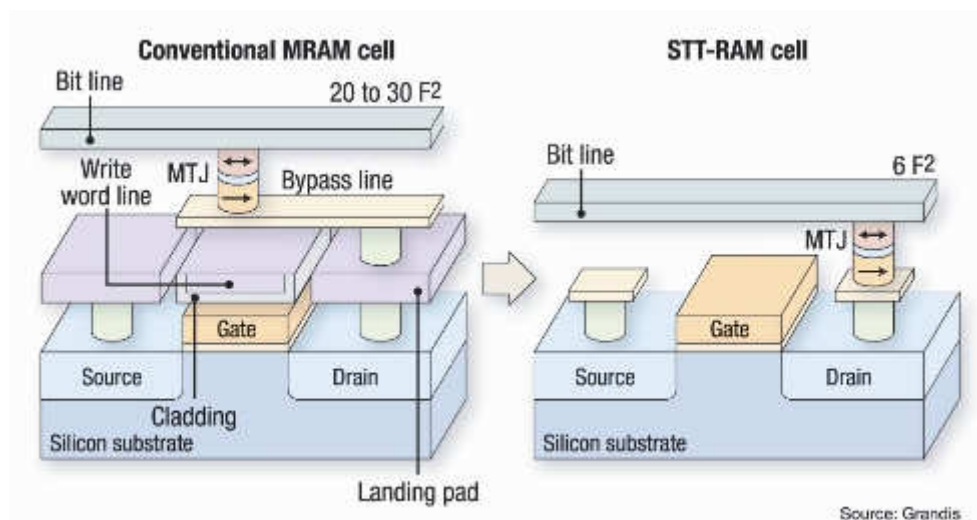 Conventional MRAM cell
Bit line
20 to 30 F2
Write
word line
MTJ
Bypass line
Gate
Source
Drain
Cladding
Silicon substrate
Landing pad
STT-RAM cell
Bit line
6 F2
MTJ
Gate
Source
Drain
Silicon substrate
Source: Grandis